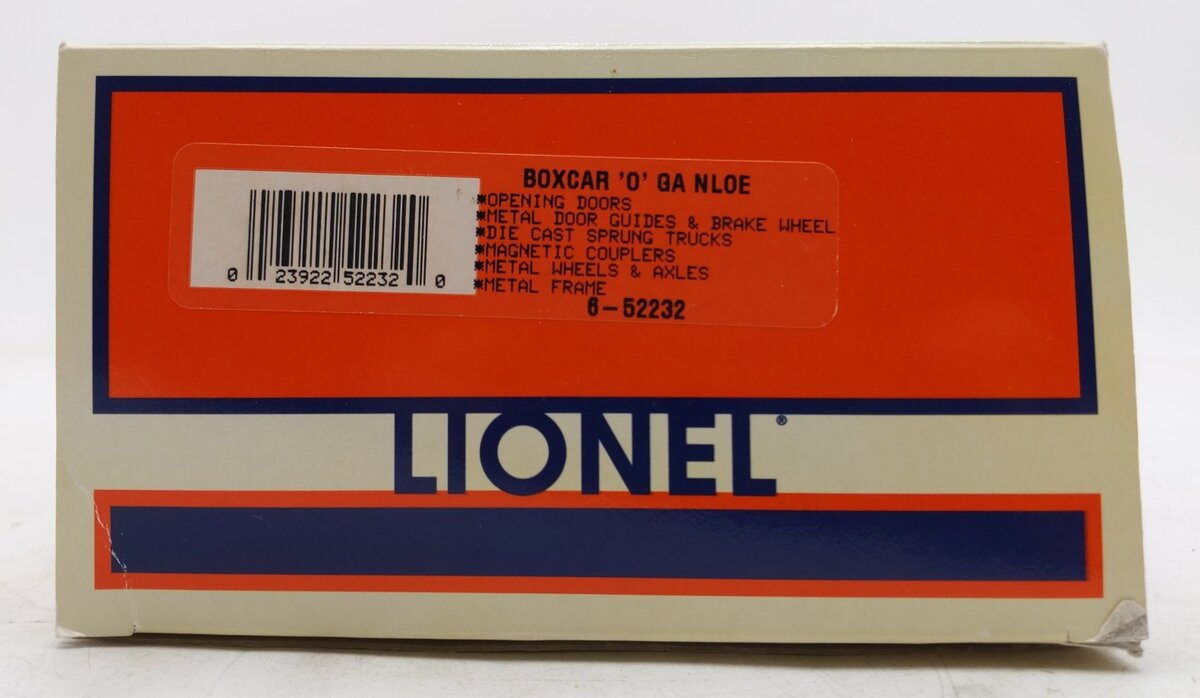 BOXCAR 'O' GA NLOE
*OPENING DOORS
*METAL DOOR GUIDES & BRAKE WHEEL
*DIE CAST SPRUNG TRUCKS
*MAGNETIC COUPLERS
*METAL WHEELS & AXLES
*METAL FRAME
6-52232
0 23922 52232 0
LIONEL®